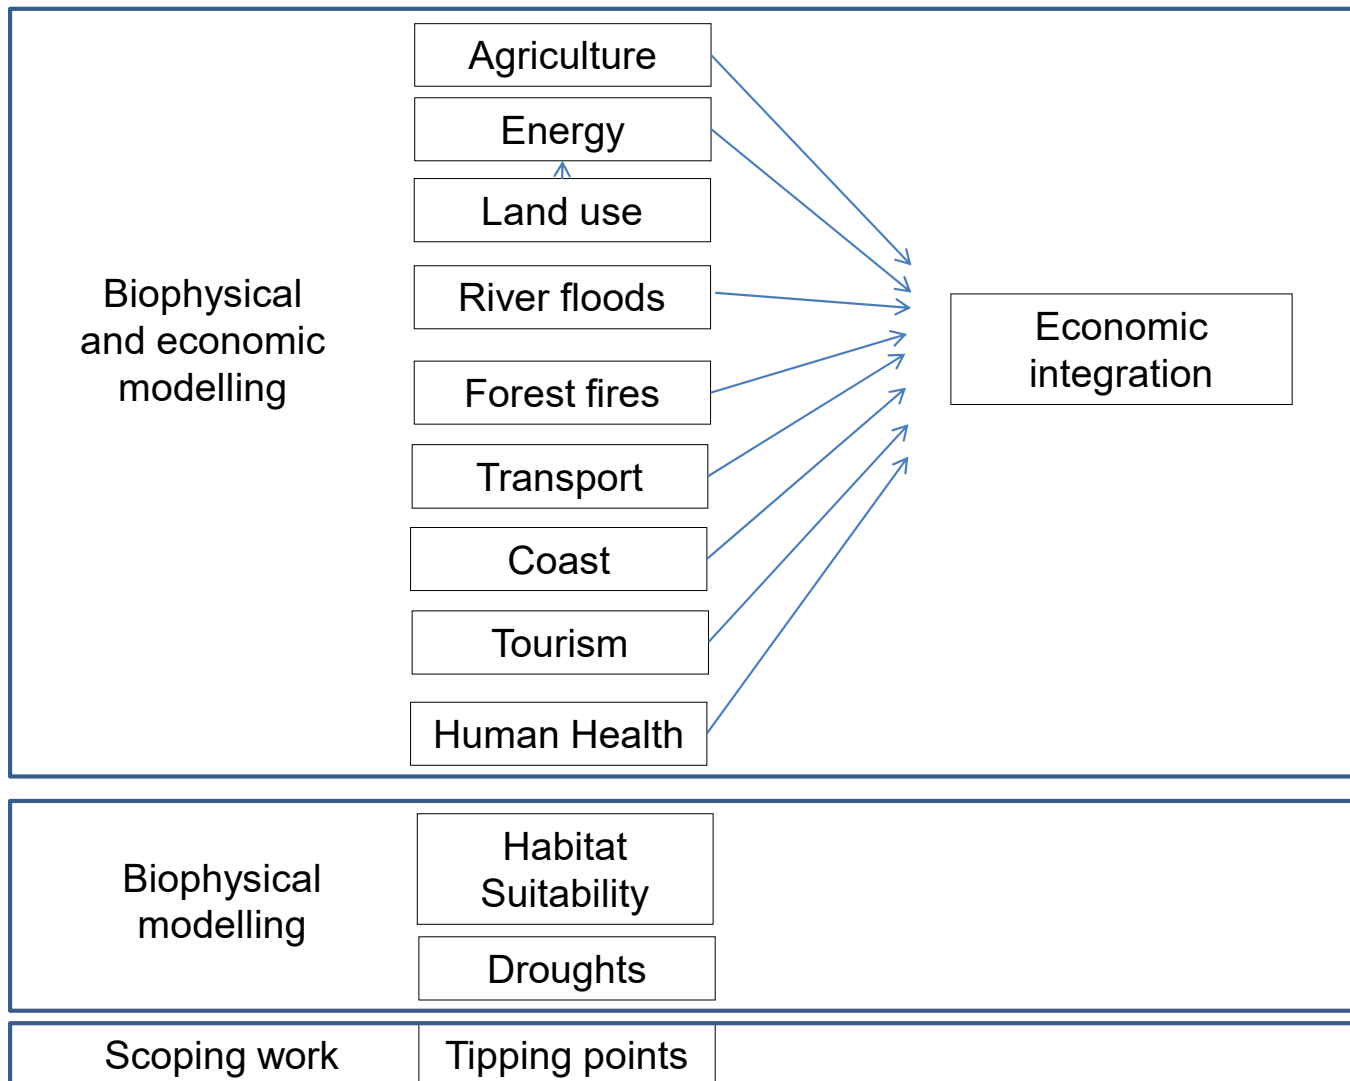 Agriculture
Energy
Land use
River floods
Forest fires
Transport
Coast
Tourism
Human Health
Biophysical
and economic
modelling
Economic
integration
Biophysical
modelling
Habitat
Suitability
Droughts
Scoping work
Tipping points